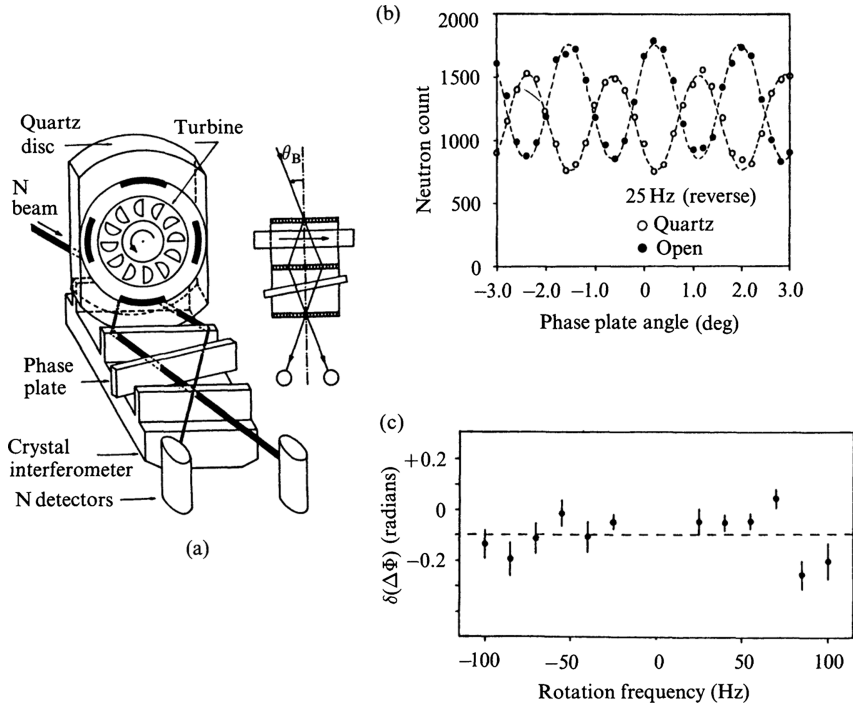 Quartz
disc
Turbine
N
beam
θB
Phase
plate
Crystal
interferometer
N detectors
(a)
(b)
2000
1500
1000
500
0
Neutron count
25 Hz (reverse)
Quartz
Open
−3.0 −2.0 −1.0 0 1.0 2.0 3.0
Phase plate angle (deg)
(c)
+0.2
0
−0.2
δ(ΔΦ) (radians)
−100 −50 0 50 100
Rotation frequency (Hz)